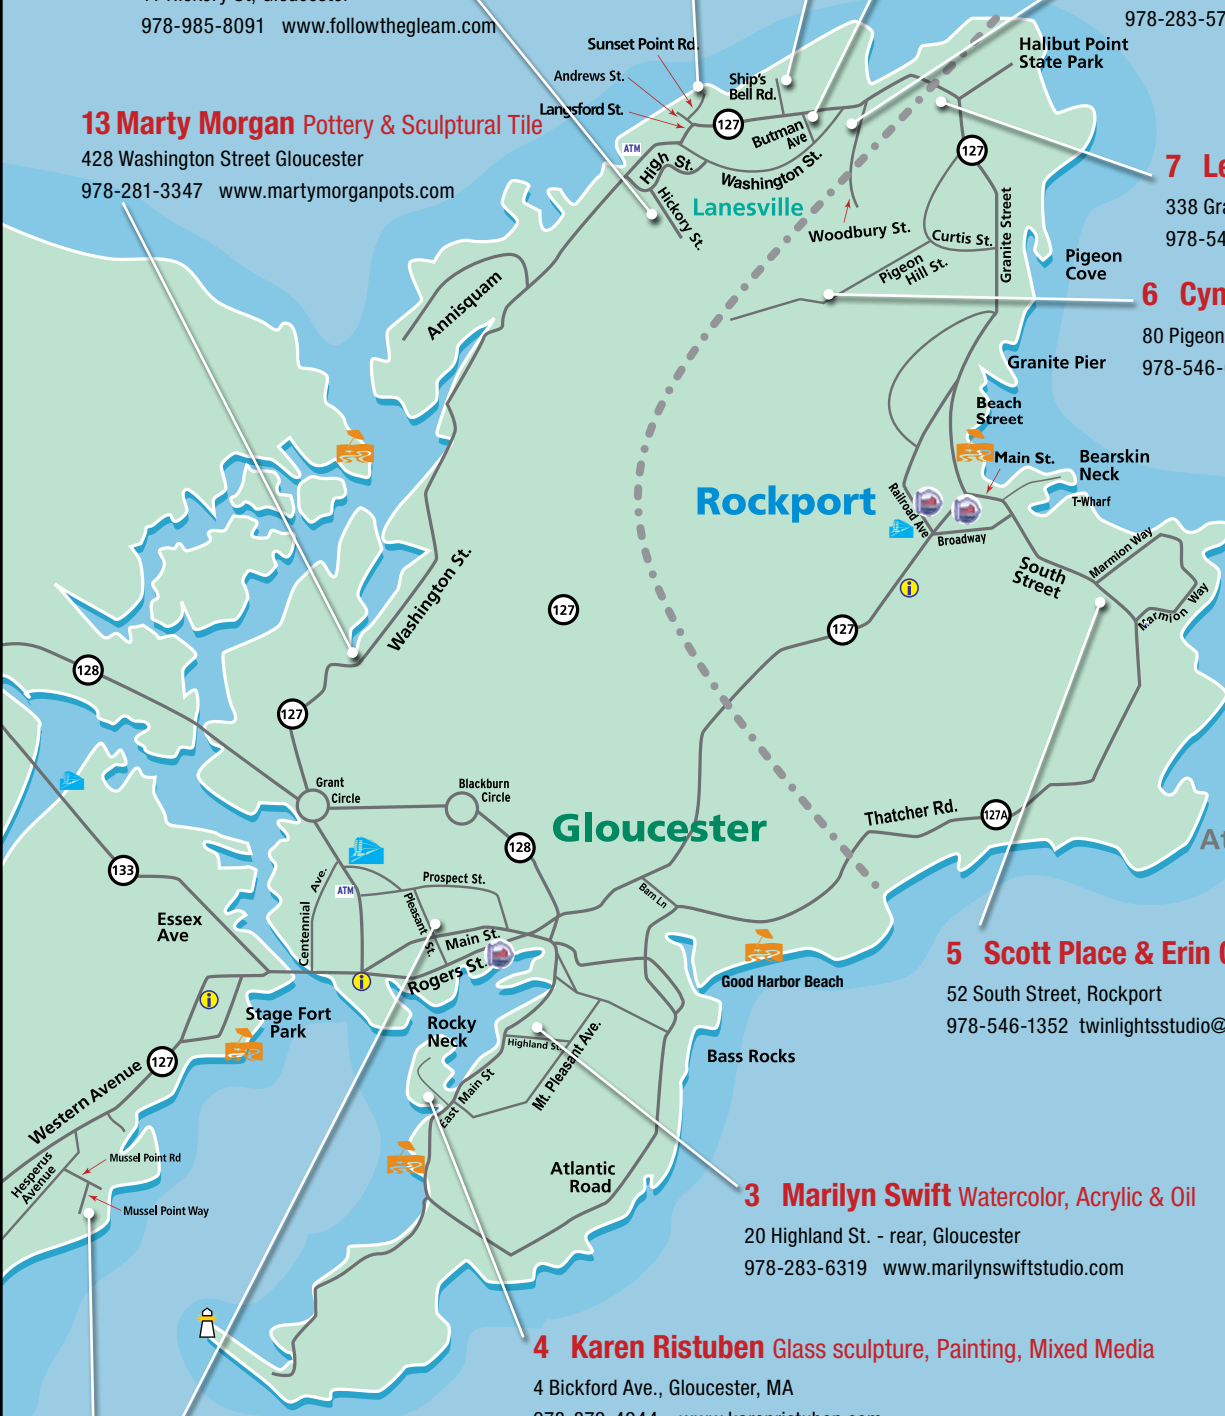 978-985-8091 www.followthegleam.com
978-283-57
Sunset Point Rd.
Andrews St.
Langsford St.
Ship's
Bell Rd.
Halibut Point
State Park
13 Marty Morgan Pottery & Sculptural Tile
428 Washington Street Gloucester
978-281-3347 www.martymorganpots.com
ATM
127
Butman
Ave
127
High St.
Washington St.
Hickory St.
Lanesville
Woodbury St.
Curtis St.
Pigeon
Hill St.
Granite Street
Pigeon
Cove
7 Le
338 Gra
978-54
6 Cyn
80 Pigeon
978-546-
Annisquam
Granite Pier
Beach
Street
Main St.
Bearskin
Neck
T-Wharf
Rockport
Railroad Ave
Broadway
South
Street
Marmion Way
Marmion Way
i
Washington St.
127
127
128
127
Grant
Circle
Blackburn
Circle
Gloucester
128
Thatcher Rd.
127A
At
133
Essex
Ave
Centennial Ave.
ATM
Prospect St.
Pleasant St.
Main St.
Rogers St.
Barn Ln
i
i
Stage Fort
Park
Rocky
Neck
Good Harbor Beach
5 Scott Place & Erin
52 South Street, Rockport
978-546-1352 twinlightsstudio@
Bass Rocks
Highland St.
Mt. Pleasant Ave.
East Main St
127
Western Avenue
Hesperus
Avenue
Mussel Point Rd
Mussel Point Way
Atlantic
Road
3 Marilyn Swift Watercolor, Acrylic & Oil
20 Highland St. - rear, Gloucester
978-283-6319 www.marilynswiftstudio.com
4 Karen Ristuben Glass sculpture, Painting, Mixed Media
4 Bickford Ave., Gloucester, MA